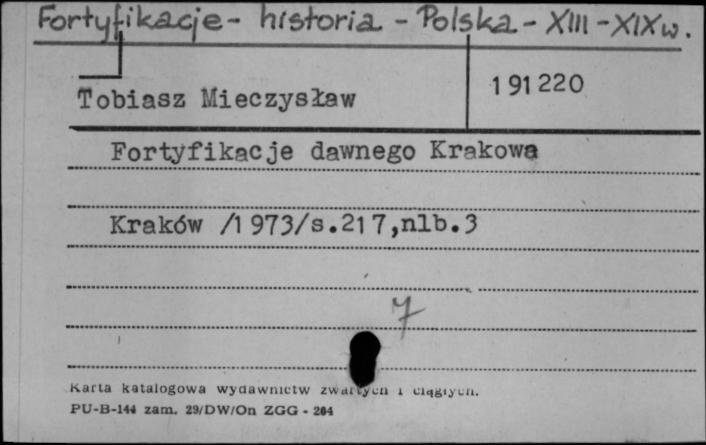 Fortyfikacje - historia - Polska - XIII - XIX w.
191220
Tobiasz Mieczysław
Fortyfikacje dawnego Krakowa
Kraków /1973/s.217,nlb.3
7
Karta katalogowa wydawnictw zwartych i ciągłych.
PU-B-144 zam. 29/DW/On ZGG - 204